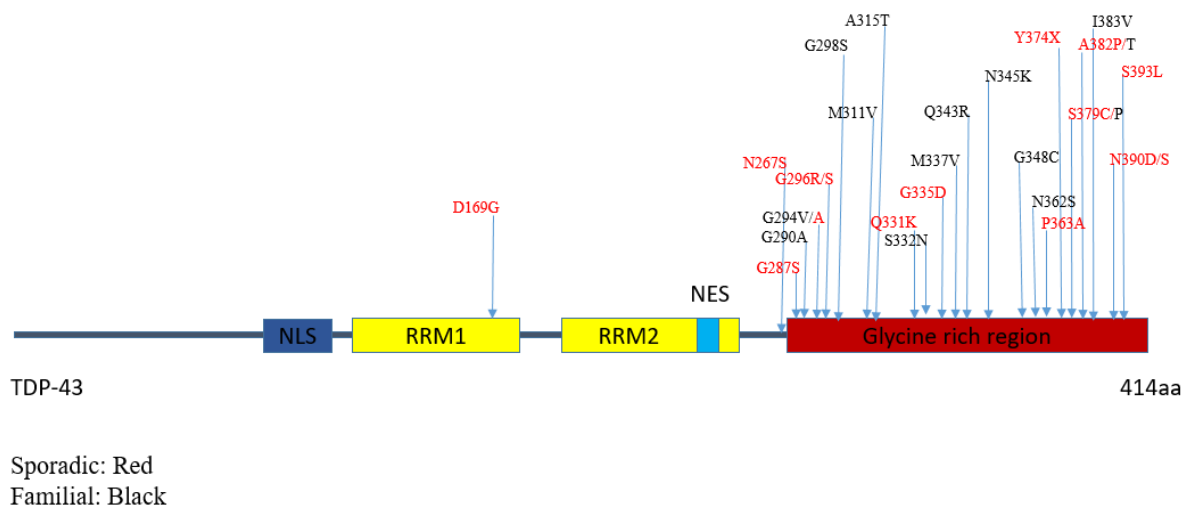 A315T
I383V
G298S
Y374X
A382P/T
N345K
S393L
M311V
Q343R
S379C/P
N267S
M337V
G348C
N390D/S
G296R/S
G335D
D169G
N362S
G294V/A
Q331K
P363A
G290A
S332N
G287S
NES
NLS
RRM1
RRM2
Glycine rich region
TDP-43
414aa
Sporadic: Red
Familial: Black